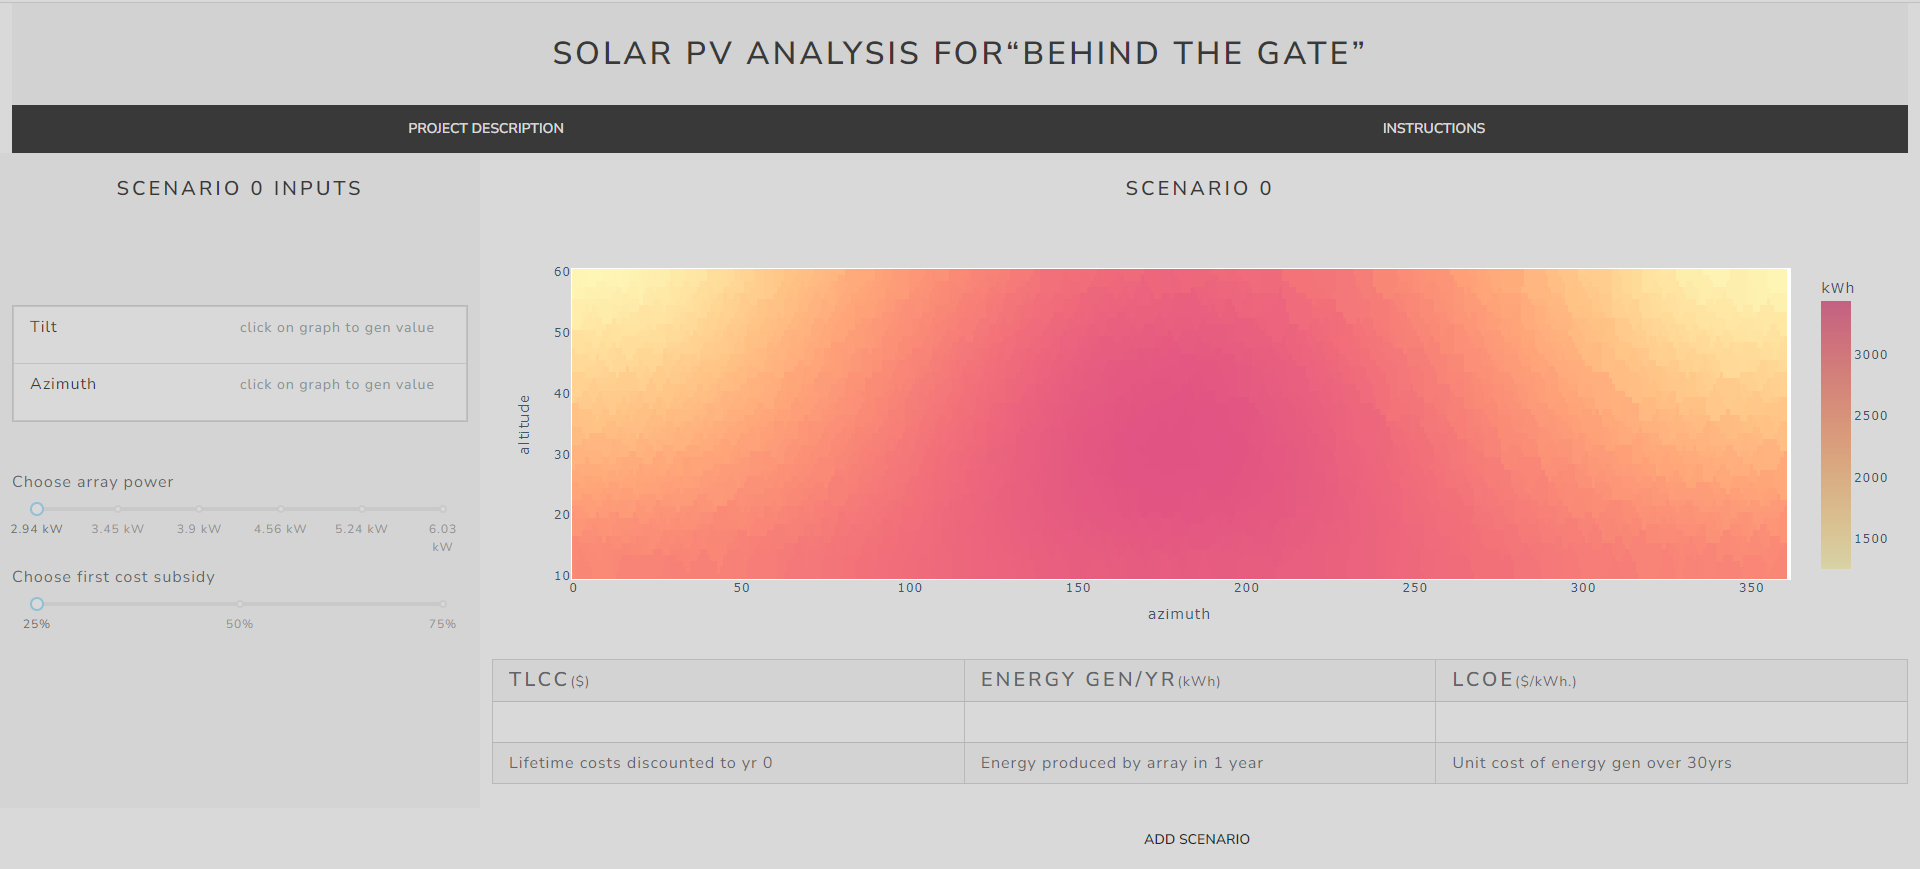 SOLAR PV ANALYSIS FOR“BEHIND THE GATE”
PROJECT DESCRIPTION
INSTRUCTIONS
SCENARIO 0 INPUTS
Tilt click on graph to gen value
Azimuth click on graph to gen value
Choose array power
2.94 kW 3.45 kW 3.9 kW 4.56 kW 5.24 kW 6.03
kW
Choose first cost subsidy
25% 50% 75%
SCENARIO 0
60
50
40
30
20
10
altitude
0 50 100 150 200 250 300 350
azimuth
kWh
3000
2500
2000
1500
TLCC($) ENERGY GEN/YR(kWh) LCOE($/kWh.)
Lifetime costs discounted to yr 0 Energy produced by array in 1 year Unit cost of energy gen over 30yrs
ADD SCENARIO